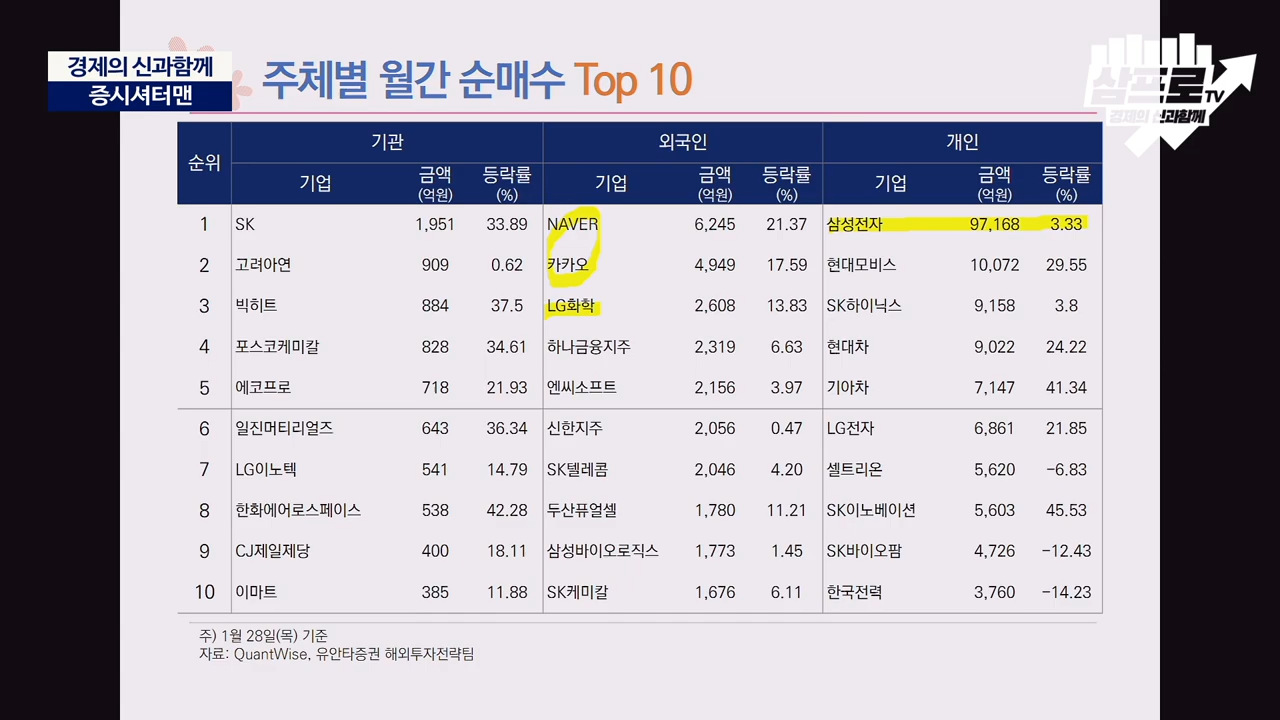 경제의 신과함께
증시셔터맨
주체별 월간 순매수 Top 10
삼프로TV
경제의 신과함께
순위 기관 외국인 개인
기업 금액(억원) 등락률(%) 기업 금액(억원) 등락률(%) 기업 금액(억원) 등락률(%)
1 SK 1,951 33.89 NAVER 6,245 21.37 삼성전자 97,168 3.33
2 고려아연 909 0.62 카카오 4,949 17.59 현대모비스 10,072 29.55
3 빅히트 884 37.5 LG화학 2,608 13.83 SK하이닉스 9,158 3.8
4 포스코케미칼 828 34.61 하나금융지주 2,319 6.63 현대차 9,022 24.22
5 에코프로 718 21.93 엔씨소프트 2,156 3.97 기아차 7,147 41.34
6 일진머티리얼즈 643 36.34 신한지주 2,056 0.47 LG전자 6,861 21.85
7 LG이노텍 541 14.79 SK텔레콤 2,046 4.20 셀트리온 5,620 -6.83
8 한화에어로스페이스 538 42.28 두산퓨얼셀 1,780 11.21 SK이노베이션 5,603 45.53
9 CJ제일제당 400 18.11 삼성바이오로직스 1,773 1.45 SK바이오팜 4,726 -12.43
10 이마트 385 11.88 SK케미칼 1,676 6.11 한국전력 3,760 -14.23
주) 1월 28일(목) 기준
자료: QuantWise, 유안타증권 해외투자전략팀